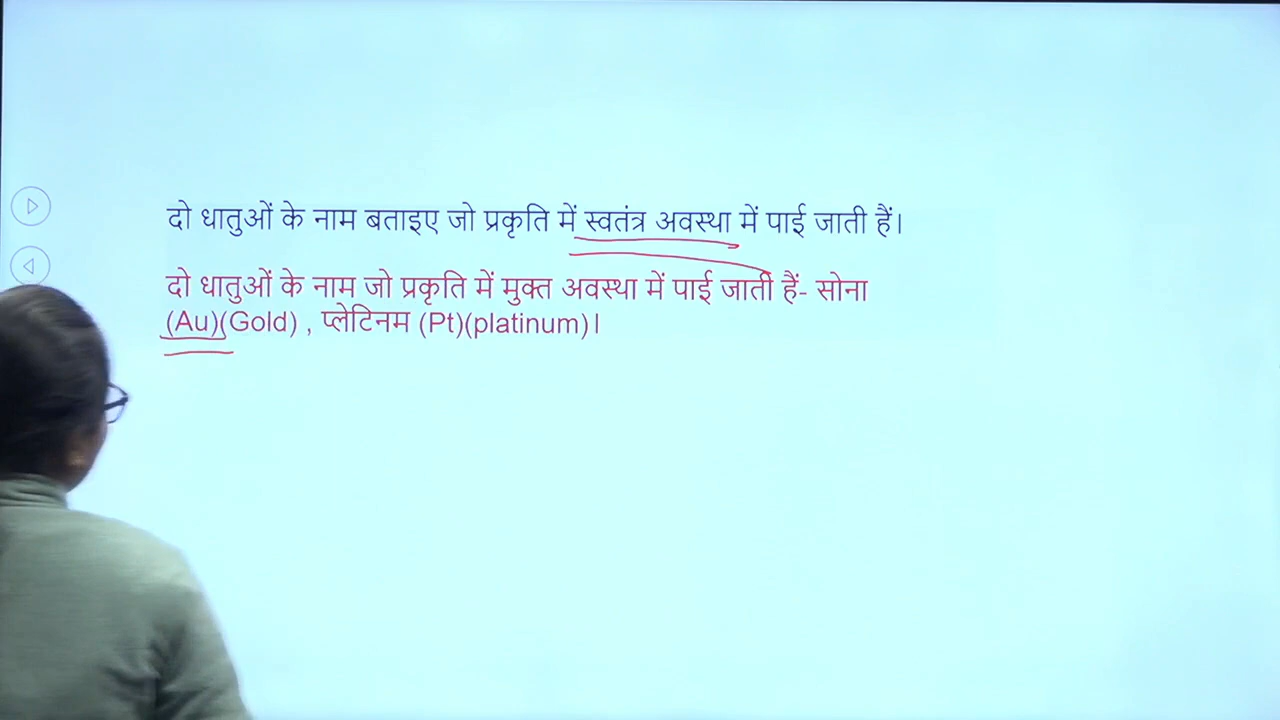 दो धातुओं के नाम बताइए जो प्रकृति में स्वतंत्र अवस्था में पाई जाती हैं।
दो धातुओं के नाम जो प्रकृति में मुक्त अवस्था में पाई जाती हैं- सोना
(Au)(Gold) , प्लेटिनम (Pt)(platinum)।